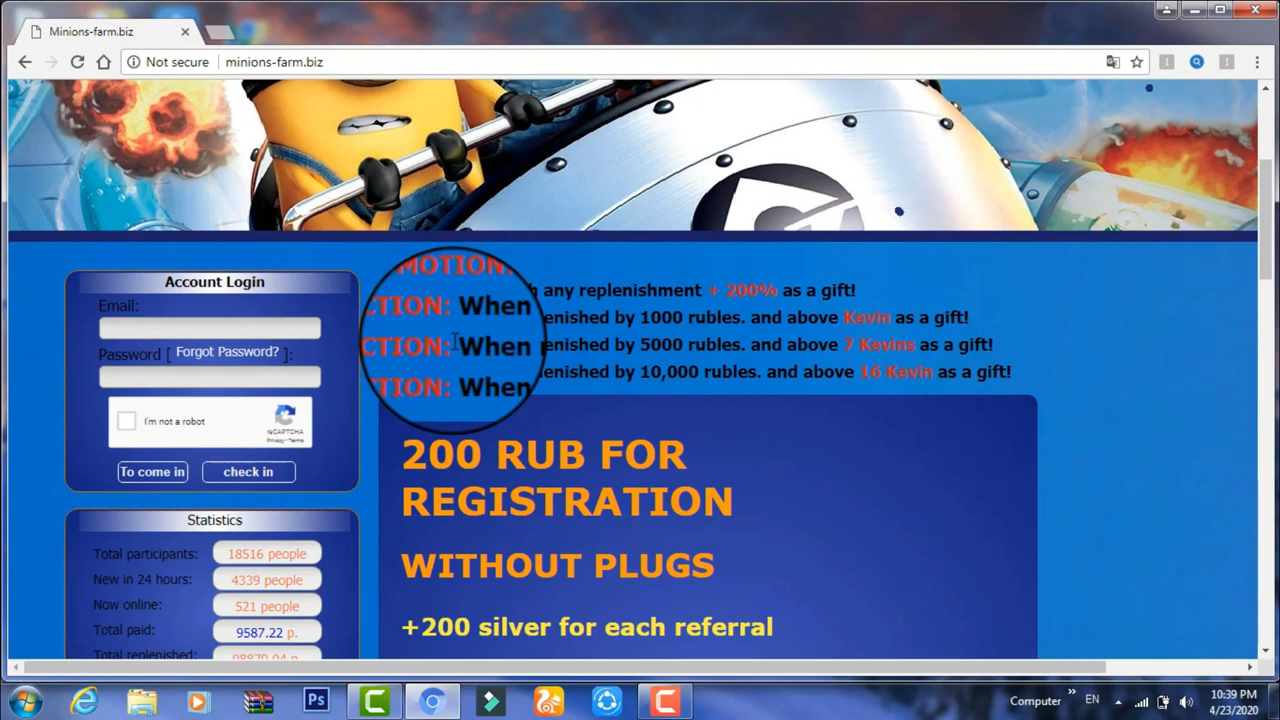 Minions-farm.biz
Not secure
minions-farm.biz
MOTION:
any replenishment + 200% as a gift!
CTION: When
enished by 1000 rubles. and above Kevin as a gift!
CTION: When
enished by 5000 rubles. and above 7 Kevins as a gift!
CTION: When
enished by 10,000 rubles. and above 16 Kevin as a gift!
Account Login
Email:
Password [ Forgot Password? ]:
I'm not a robot
reCAPTCHA
Privacy - Terms
To come in
check in
Statistics
Total participants: 18516 people
New in 24 hours: 4339 people
Now online: 521 people
Total paid: 9587.22 p.
Total replenished: 98879.04 p.
200 RUB FOR
REGISTRATION
WITHOUT PLUGS
+200 silver for each referral
Ps
Computer
EN
10:39 PM
4/23/2020